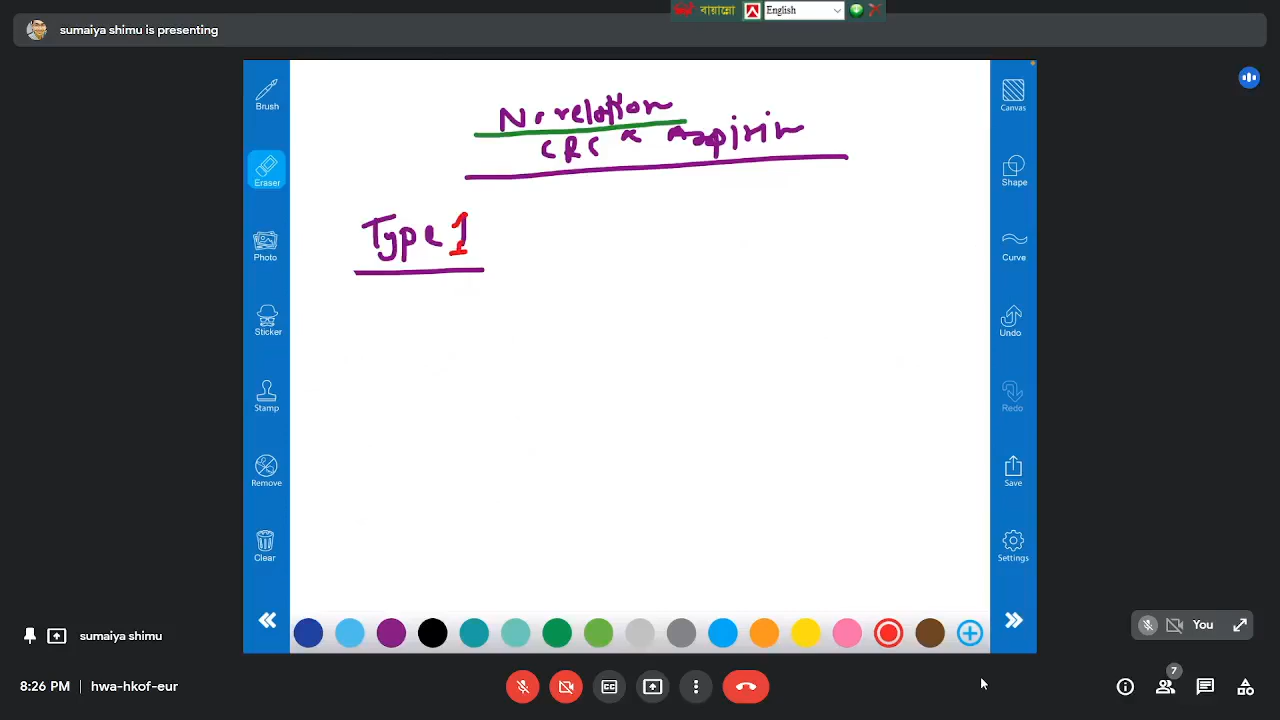 বায়ান্নো English
sumaiya shimu is presenting
Brush
Eraser
Photo
Sticker
Stamp
Remove
Clear
No relation
CRC Aspirin
Type 1
Canvas
Shape
Curve
Undo
Redo
Save
Settings
sumaiya shimu
You
8:26 PM hwa-hkof-eur
7